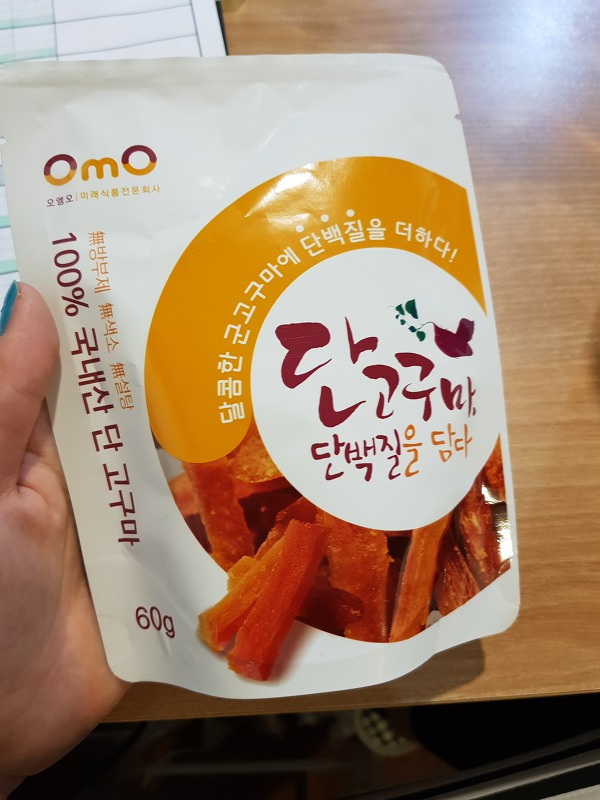 omo
오엠오 | 미래식품전문회사
달콤한 군고구마에 단백질을 더하다!
단고구마,
단백질을 담다
無방부제 無색소 無설탕
100% 국내산 단 고구마
60g